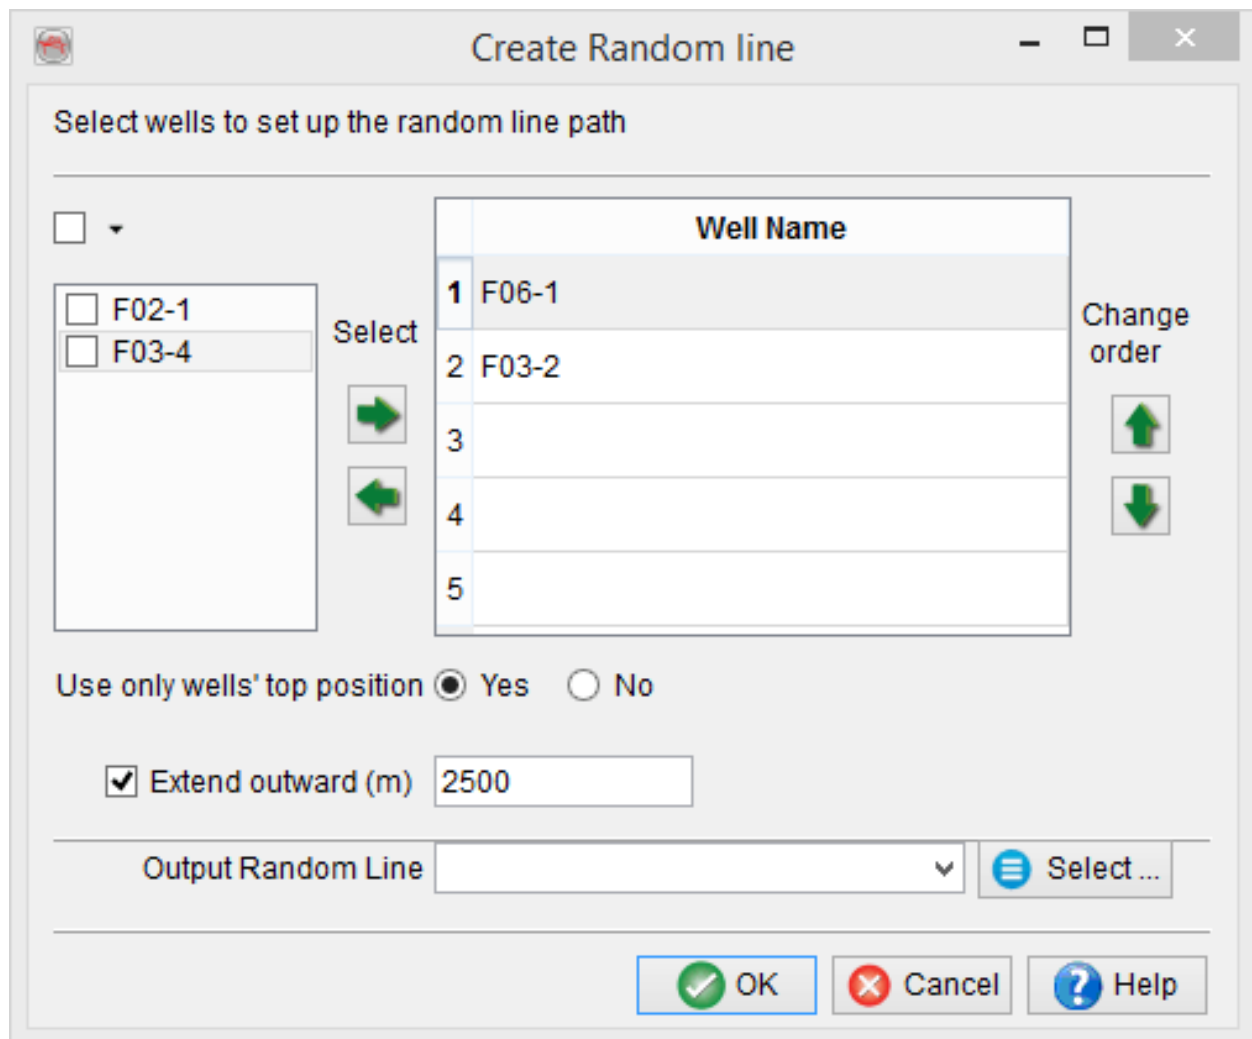 Create Random line
Select wells to set up the random line path
Well Name
F02-1
F03-4
Select
1 F06-1
2 F03-2
3
4
5
Change
order
Use only wells' top position Yes No
Extend outward (m) 2500
Output Random Line Select ...
OK Cancel Help